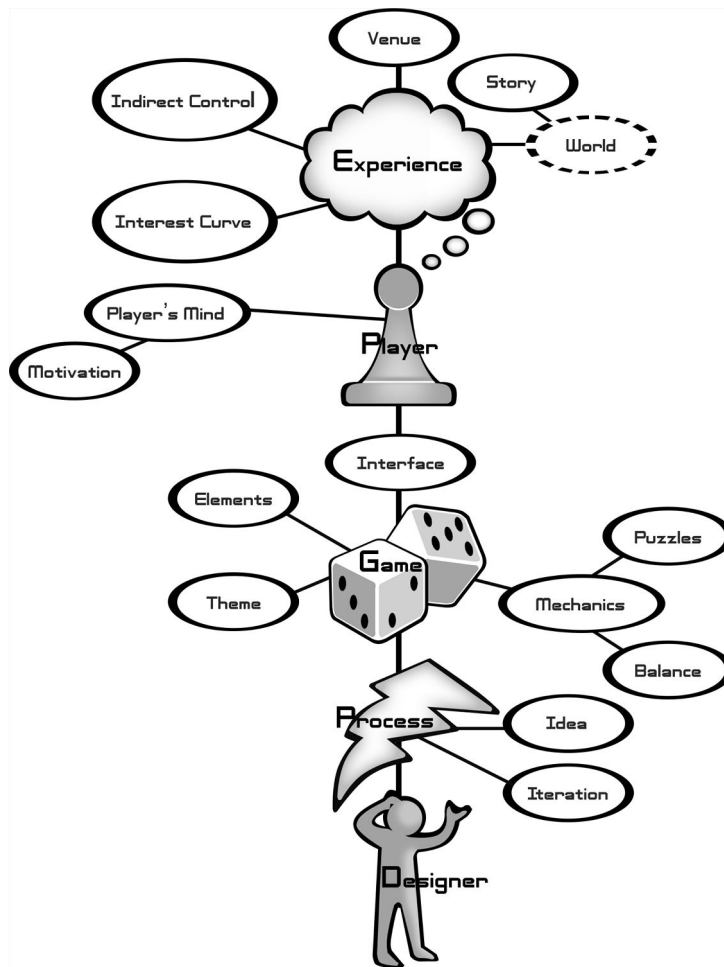 Venue
Story
Indirect Control
World
Experience
Interest Curve
Player's Mind
Player
Motivation
Interface
Elements
Puzzles
Game
Theme
Mechanics
Balance
Process
Idea
Iteration
Designer